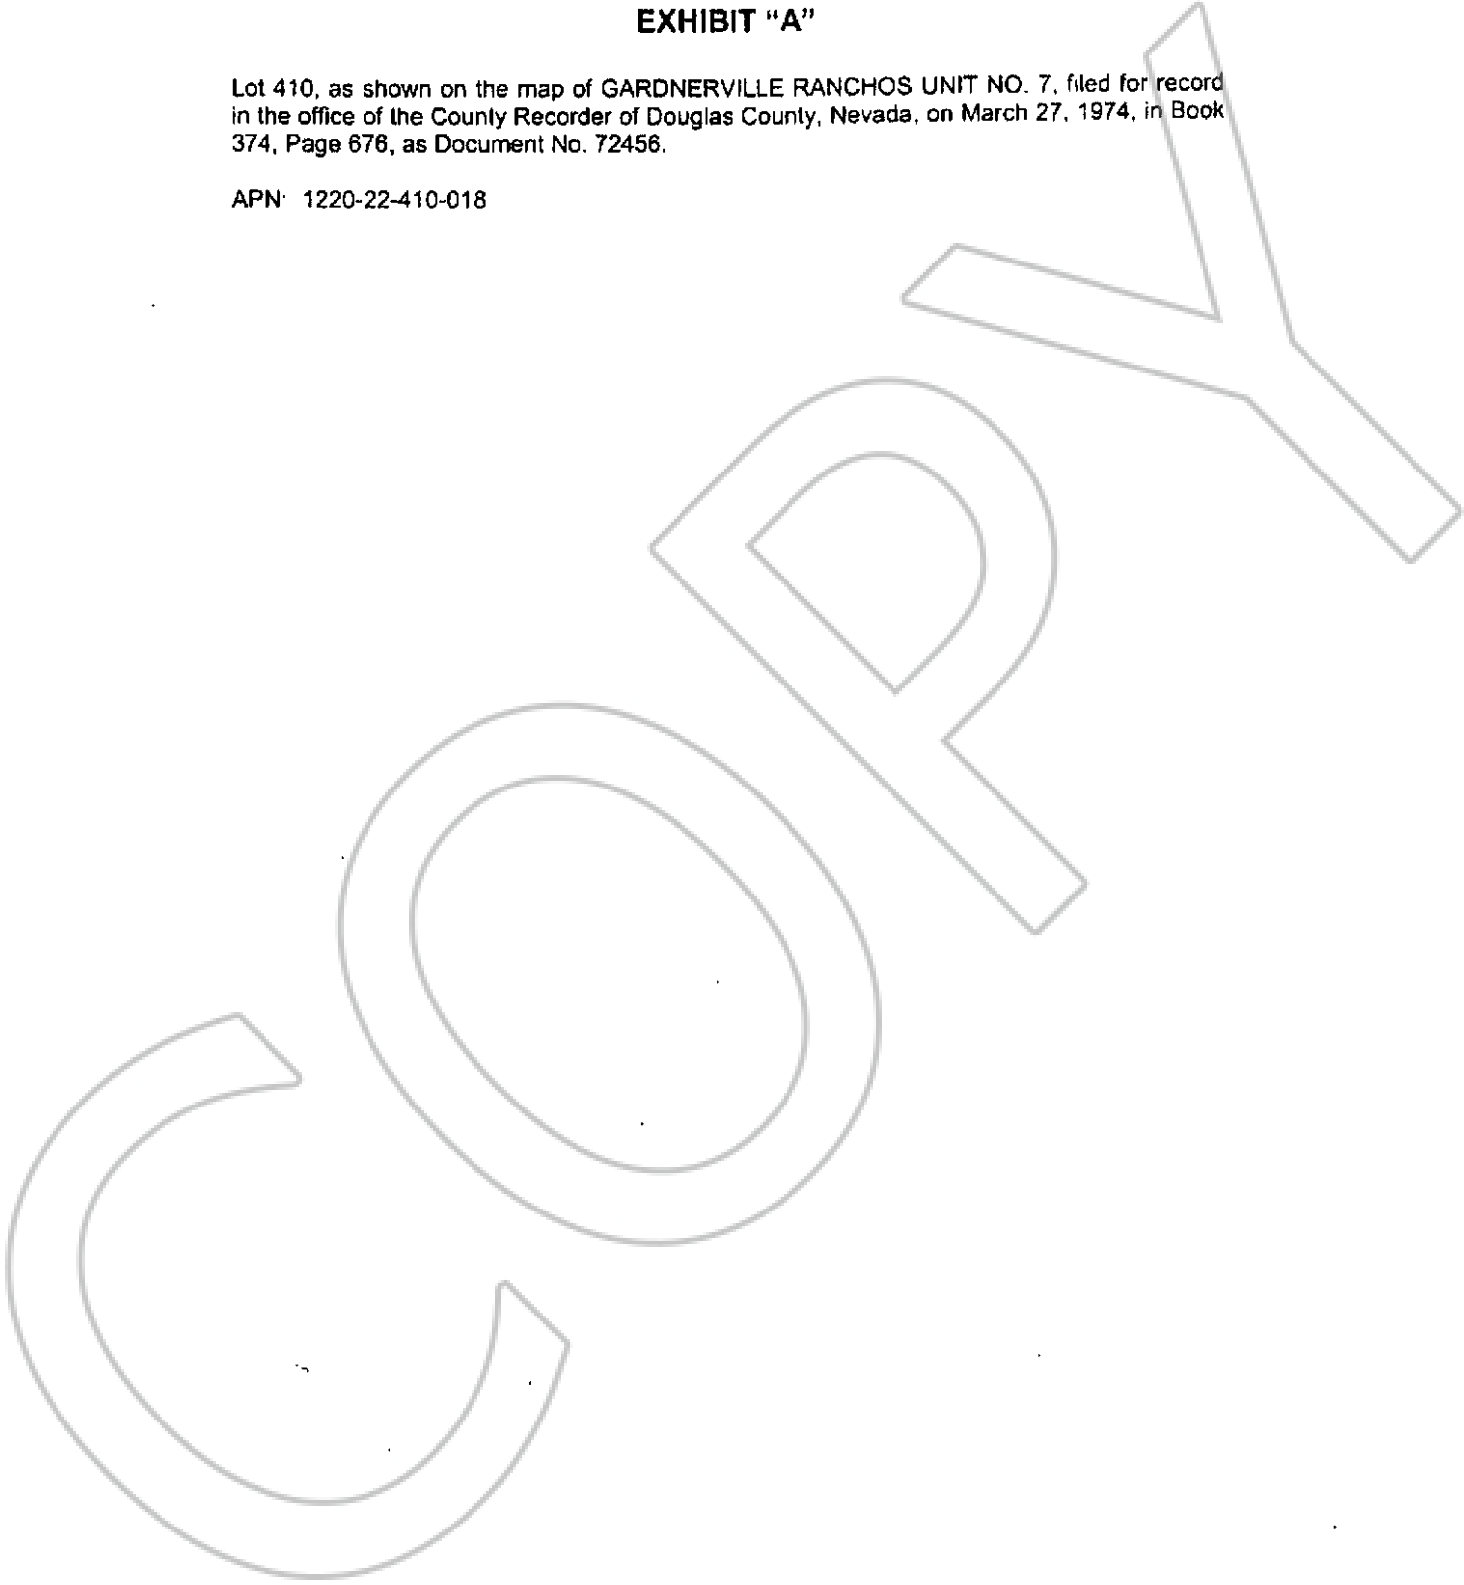 EXHIBIT “A”
Lot 410, as shown on the map of GARDNERVILLE RANCHOS UNIT NO. 7, filed for record
in the office of the County Recorder of Douglas County, Nevada, on March 27, 1974, in Book
374, Page 676, as Document No. 72456.
APN: 1220-22-410-018
COPY